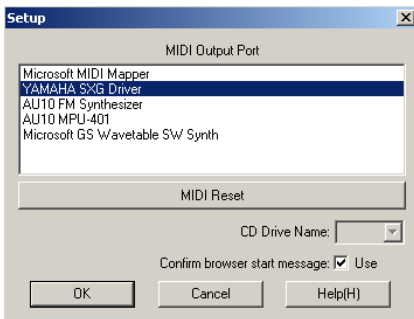 Setup
MIDI Output Port
Microsoft MIDI Mapper
YAMAHA SXG Driver
AU10 FM Synthesizer
AU10 MPU-401
Microsoft GS Wavetable SW Synth
MIDI Reset
CD Drive Name:
Confirm browser start message: Use
OK Cancel Help(H)